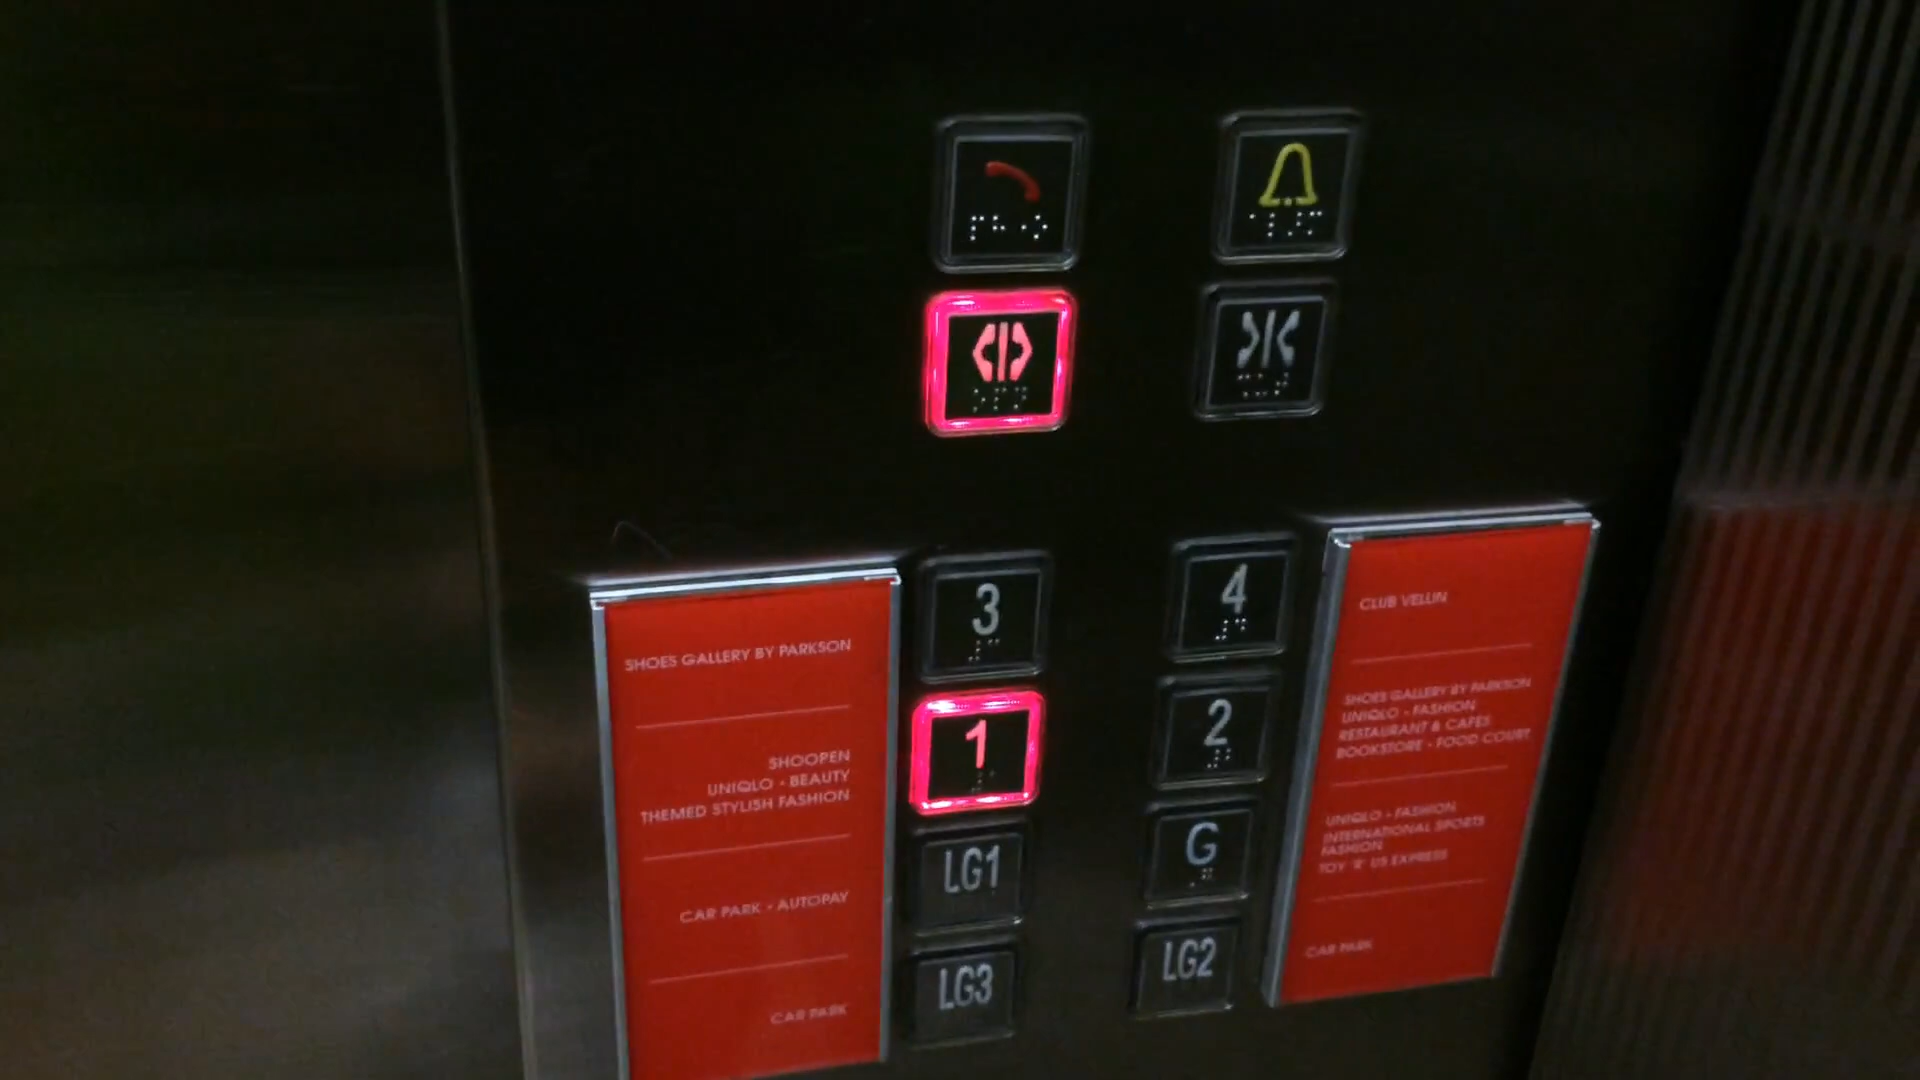 3
4
1
2
LG1
G
LG3
LG2
SHOES GALLERY BY PARKSON
SHOOPEN
UNIQLO • BEAUTY
THEMED STYLISH FASHION
CAR PARK • AUTOPAY
CAR PARK
CLUB VELLIN
SHOES GALLERY BY PARKSON
UNIQLO • FASHION
RESTAURANT & CAFES
BOOKSTORE • FOOD COURT
UNIQLO • FASHION
INTERNATIONAL SPORTS
FASHION
TOY 'R' US EXPRESS
CAR PARK